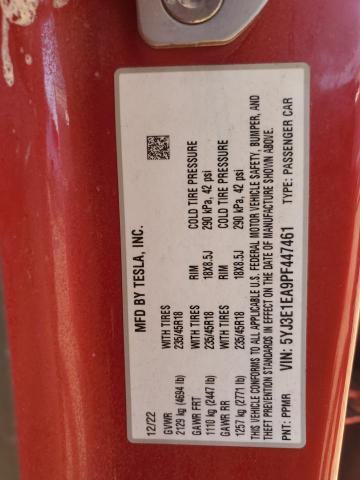 MFD BY TESLA, INC.
12/22
GVWR
2129 kg (4694 lb)
GAWR FRT WITH TIRES RIM COLD TIRE PRESSURE
1110 kg (2447 lb) 235/45R18 18X8.5J 290 kPa, 42 psi
GAWR RR WITH TIRES RIM COLD TIRE PRESSURE
1257 kg (2771 lb) 235/45R18 18X8.5J 290 kPa, 42 psi
THIS VEHICLE CONFORMS TO ALL APPLICABLE U.S. FEDERAL MOTOR VEHICLE SAFETY, BUMPER, AND
THEFT PREVENTION STANDARDS IN EFFECT ON THE DATE OF MANUFACTURE SHOWN ABOVE.
VIN: 5YJ3E1EA9PF447461 TYPE: PASSENGER CAR
PNT: PPMR